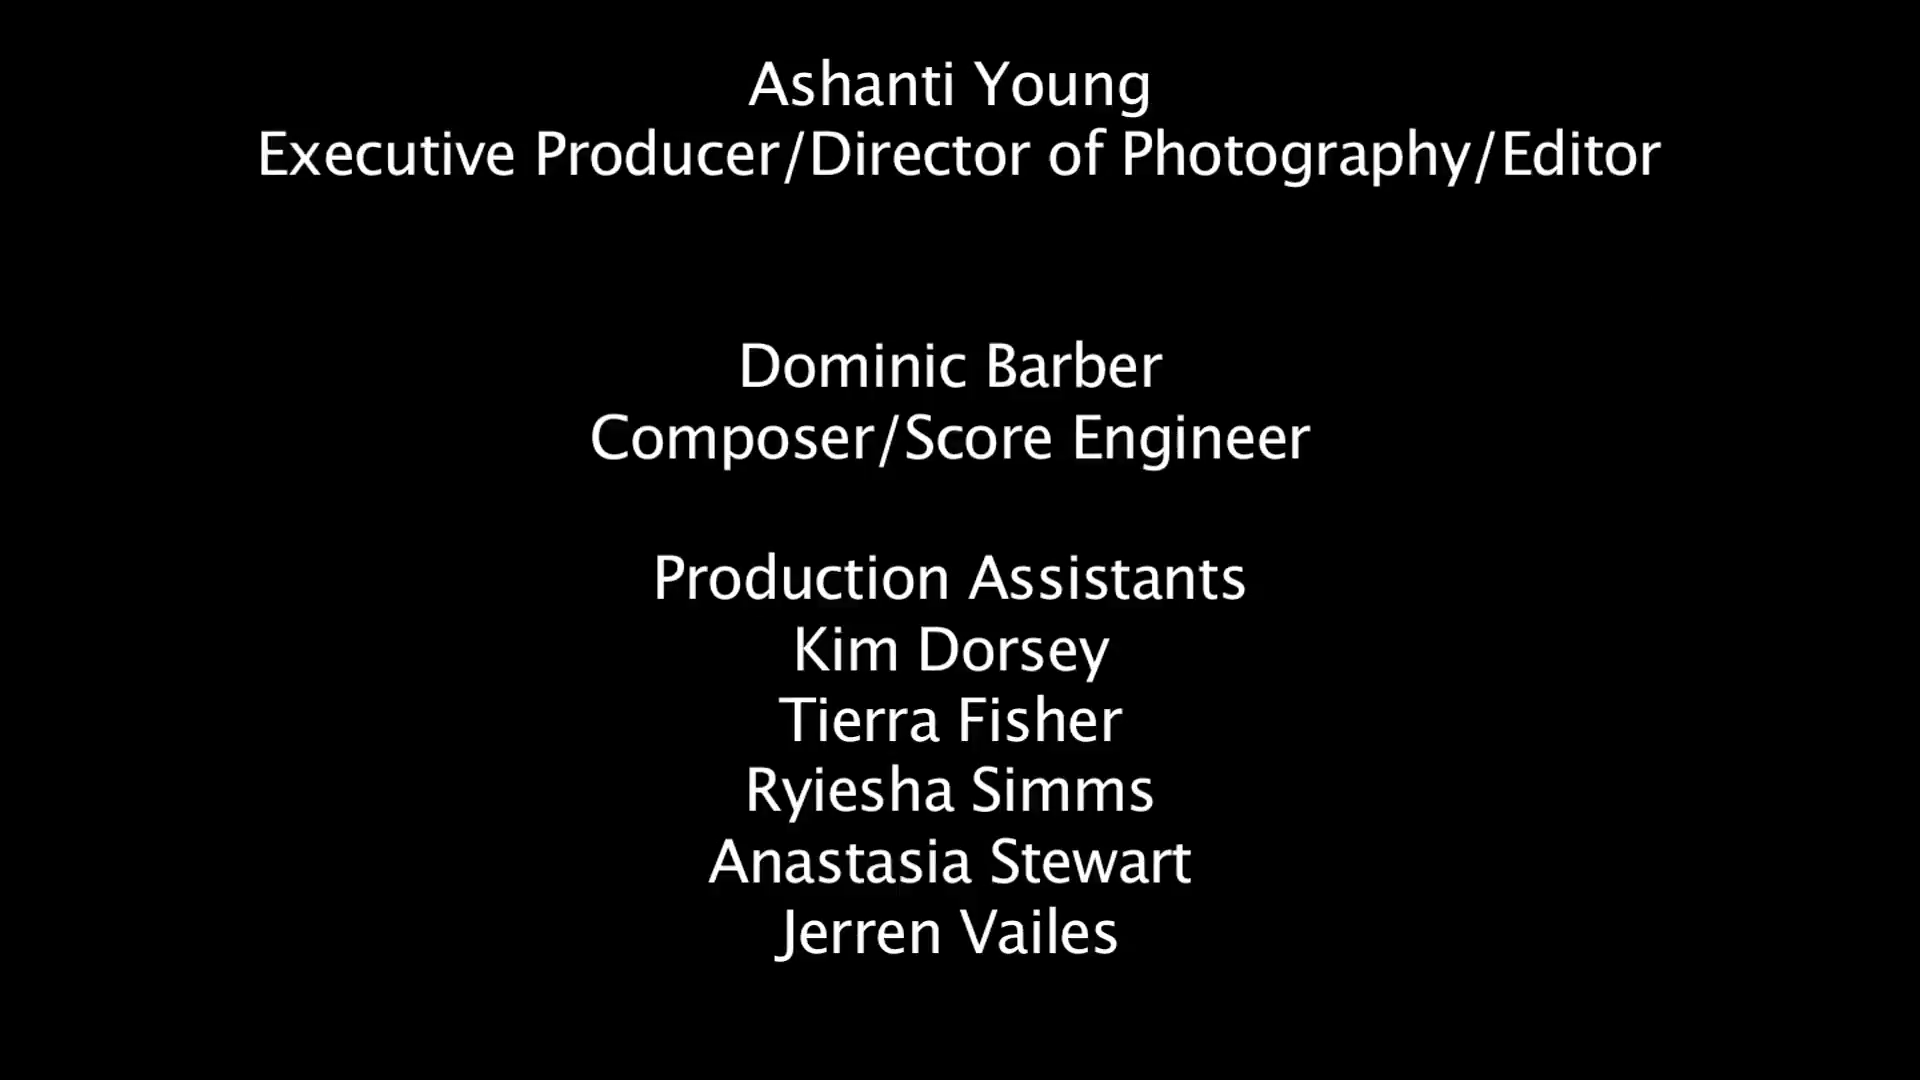 Ashanti Young
Executive Producer/Director of Photography/Editor
Dominic Barber
Composer/Score Engineer
Production Assistants
Kim Dorsey
Tierra Fisher
Ryiesha Simms
Anastasia Stewart
Jerren Vailes